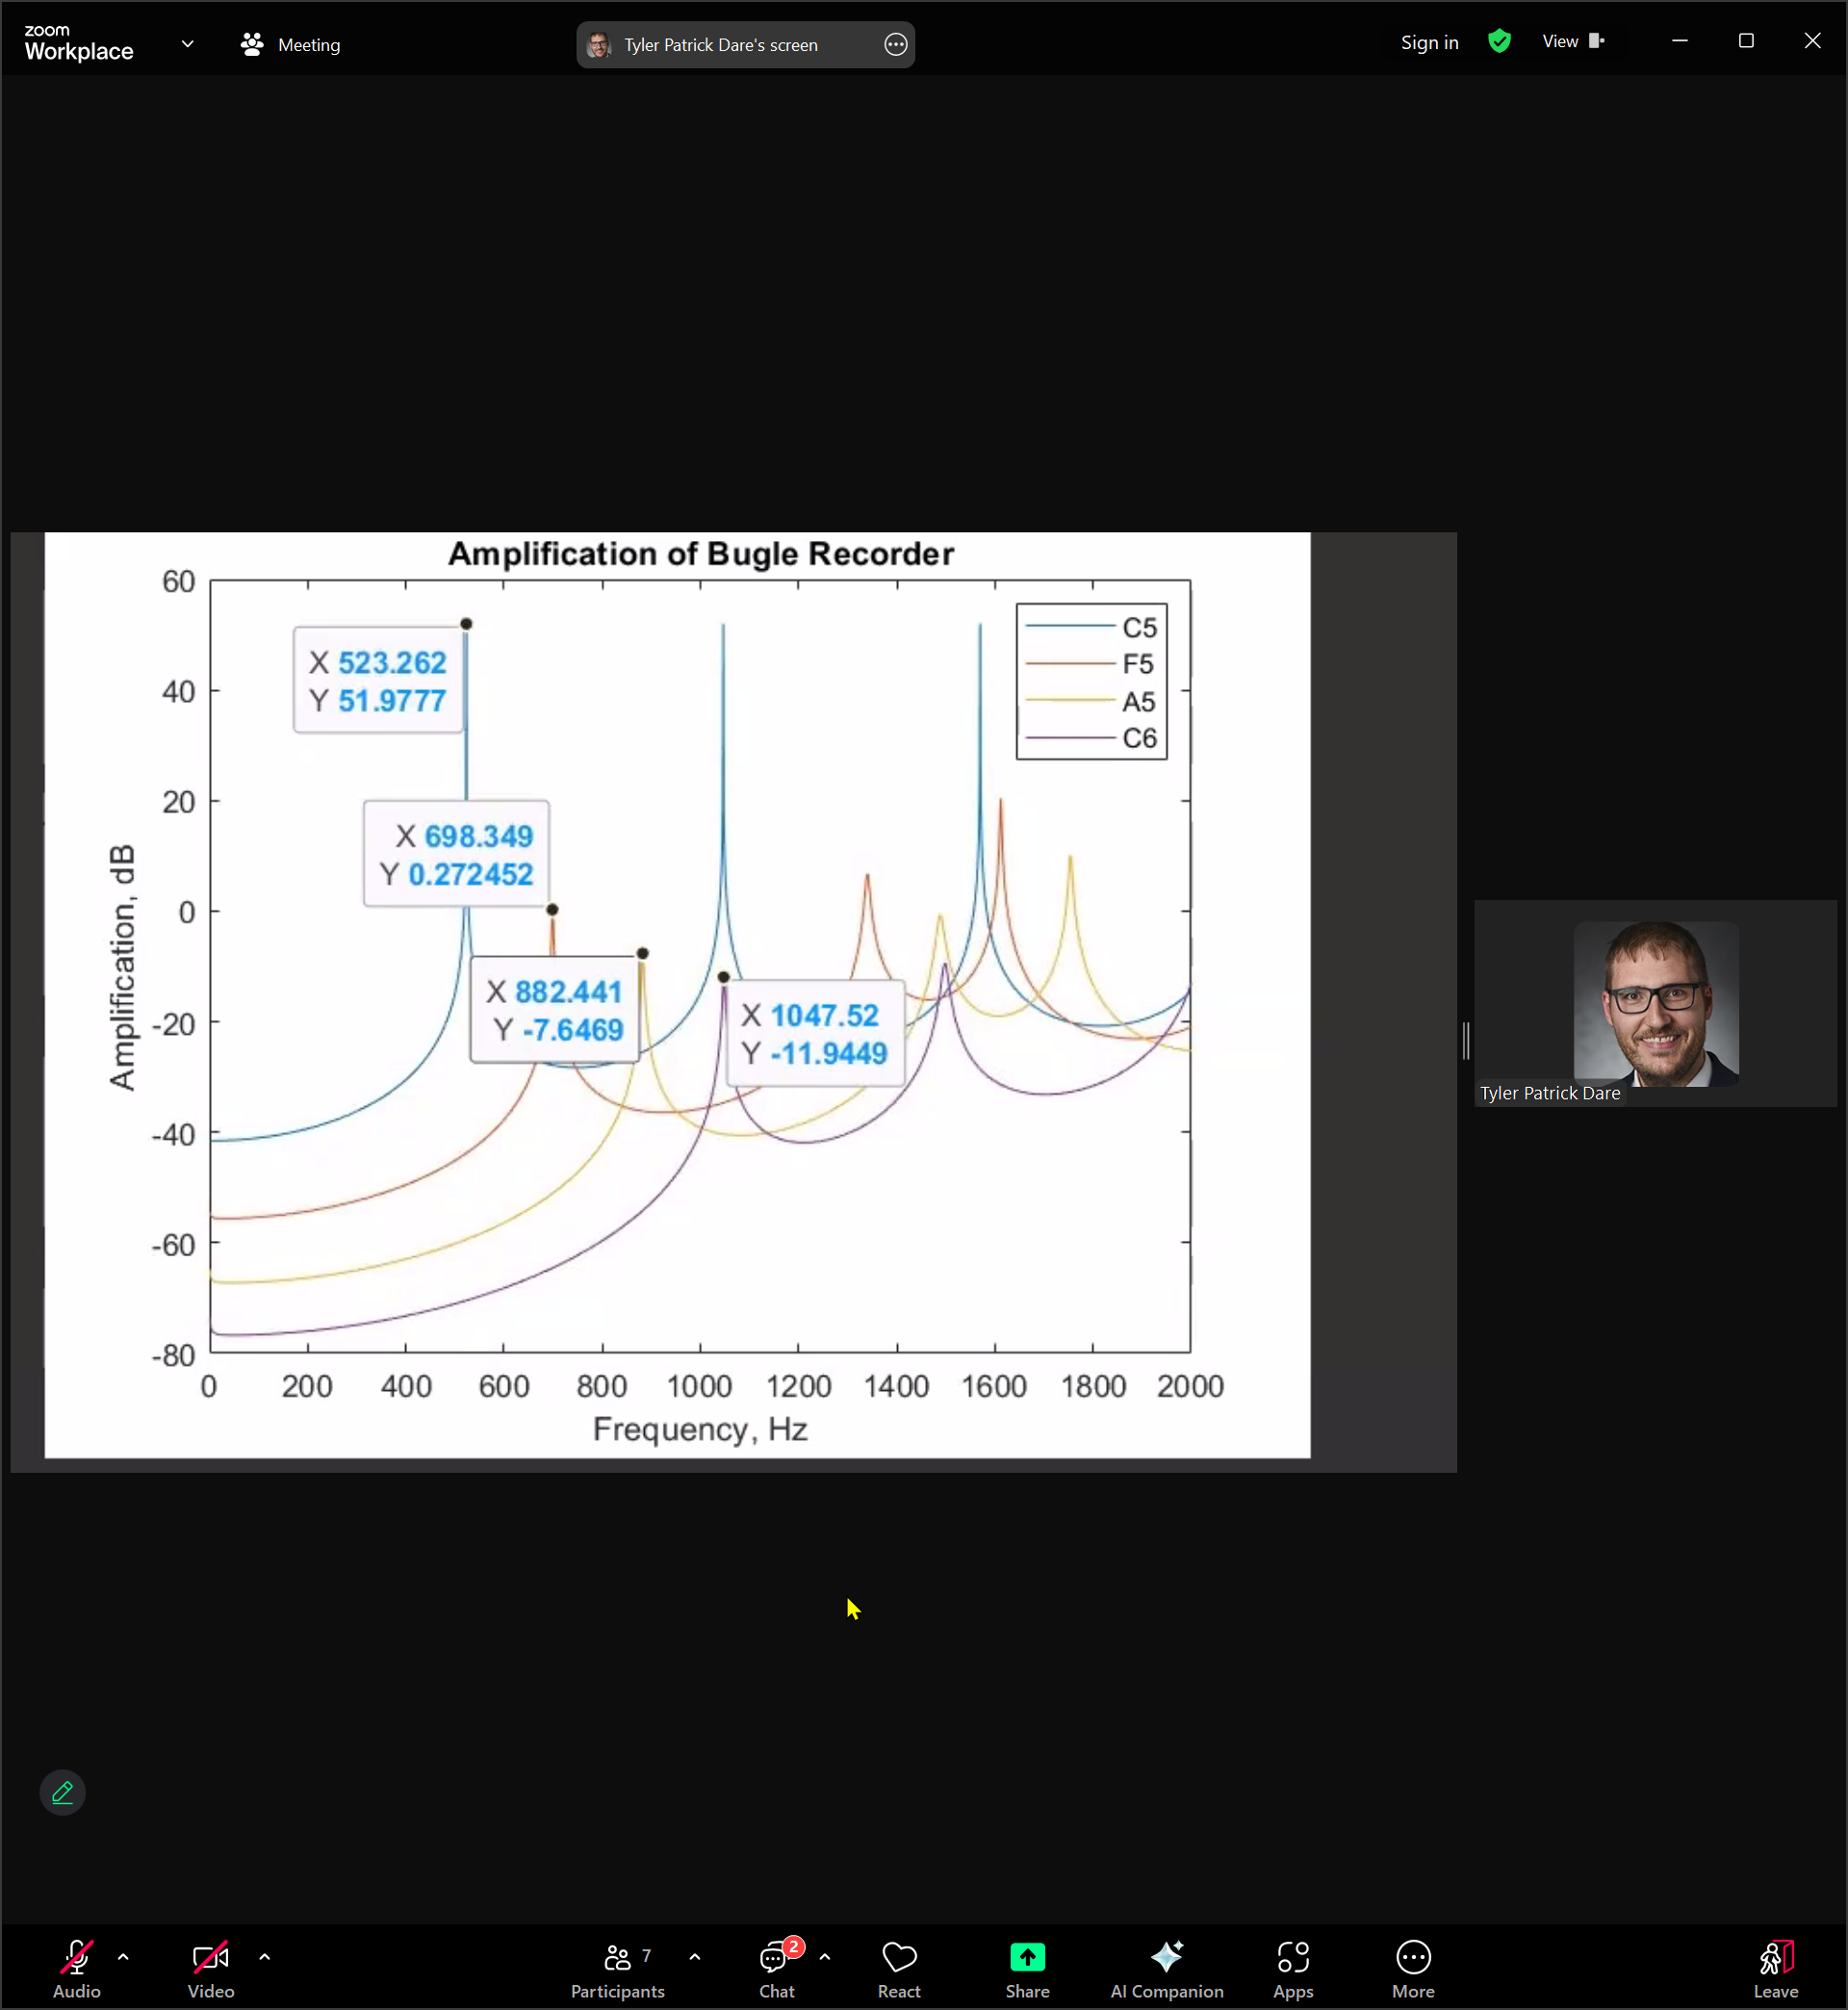 zoom
Workplace
Meeting
Tyler Patrick Dare's screen
Sign in
View
Amplification of Bugle Recorder
60
40
20
0
-20
-40
-60
-80
Amplification, dB
X 523.262
Y 51.9777
X 698.349
Y 0.272452
X 882.441
Y -7.6469
X 1047.52
Y -11.9449
C5
F5
A5
C6
0 200 400 600 800 1000 1200 1400 1600 1800 2000
Frequency, Hz
Tyler Patrick Dare
Audio
Video
7
Participants
2
Chat
React
Share
AI Companion
Apps
More
Leave